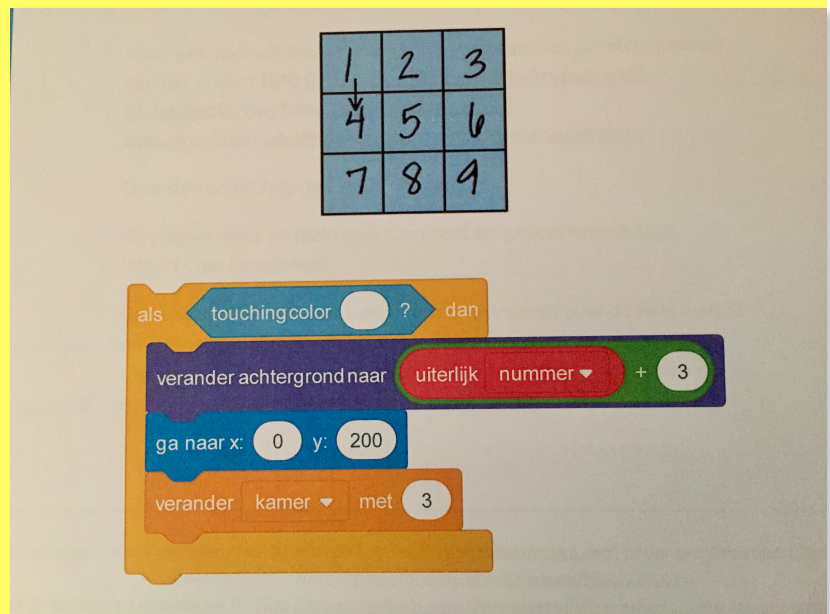 1 2 3
4 5 6
7 8 9
als touching color ? dan
verander achtergrond naar uiterlijk nummer + 3
ga naar x: 0 y: 200
verander kamer met 3